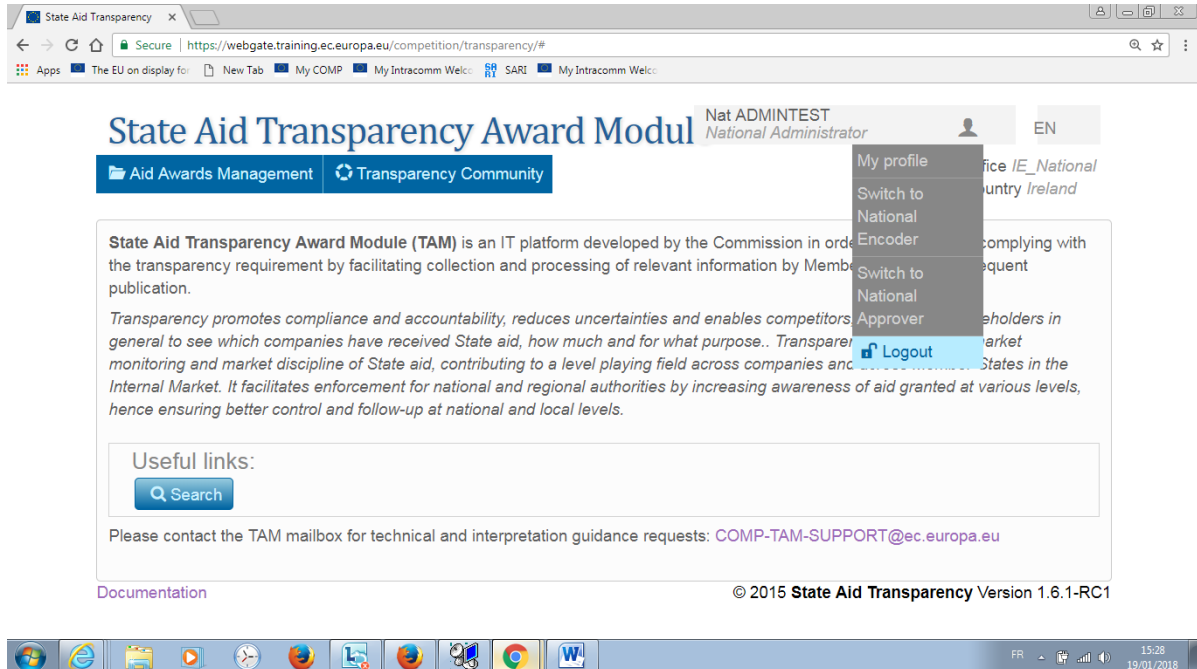 State Aid Transparency
Secure | https://webgate.training.ec.europa.eu/competition/transparency/#
Apps The EU on display for New Tab My COMP My Intracomm Welco SARI My Intracomm Welco
State Aid Transparency Award Modul
Nat ADMINTEST
National Administrator
EN
Aid Awards Management Transparency Community
My profile
Switch to
National
Encoder
Switch to
National
Approver
Logout
fice IE_National
untry Ireland
State Aid Transparency Award Module (TAM) is an IT platform developed by the Commission in orde complying with
the transparency requirement by facilitating collection and processing of relevant information by Membe equent
publication.
Transparency promotes compliance and accountability, reduces uncertainties and enables competitors, eholders in
general to see which companies have received State aid, how much and for what purpose.. Transparen arket
monitoring and market discipline of State aid, contributing to a level playing field across companies and across Member States in the
Internal Market. It facilitates enforcement for national and regional authorities by increasing awareness of aid granted at various levels,
hence ensuring better control and follow-up at national and local levels.
Useful links:
Search
Please contact the TAM mailbox for technical and interpretation guidance requests: COMP-TAM-SUPPORT@ec.europa.eu
Documentation
© 2015 State Aid Transparency Version 1.6.1-RC1
FR
15:28
19/01/2018